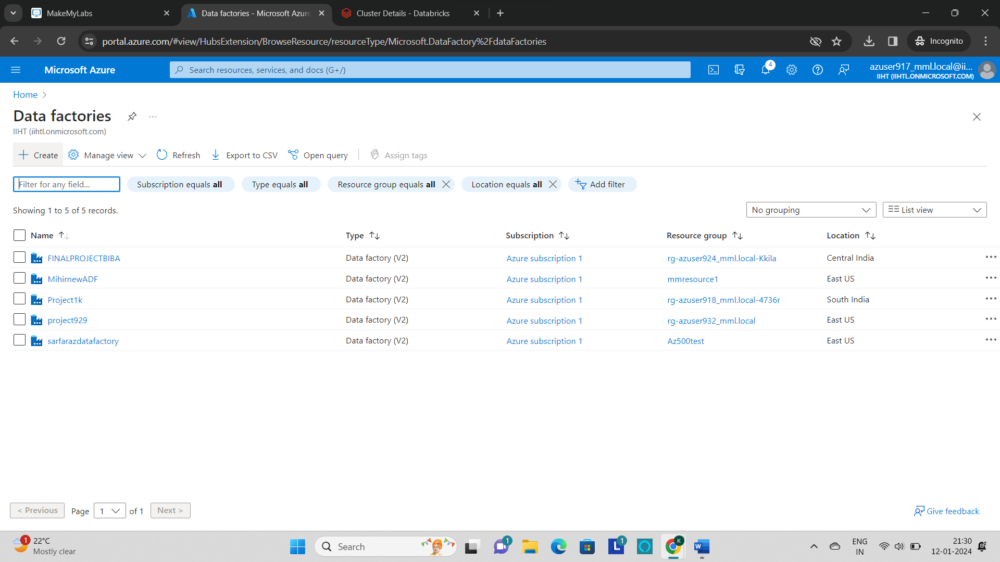 MakeMyLabs
Data factories - Microsoft Azure
Cluster Details - Databricks
portal.azure.com/#view/HubsExtension/BrowseResource/resourceType/Microsoft.DataFactory%2FdataFactories
Incognito
Microsoft Azure
Search resources, services, and docs (G+/)
4
azuser917_mml.local@ii...
IIHT (IIHTL.ONMICROSOFT.COM)
Home
Data factories
IIHT (iihtl.onmicrosoft.com)
Create Manage view Refresh Export to CSV Open query Assign tags
Filter for any field... Subscription equals all Type equals all Resource group equals all Location equals all Add filter
Showing 1 to 5 of 5 records. No grouping List view
Name Type Subscription Resource group Location
FINALPROJECTBIBA Data factory (V2) Azure subscription 1 rg-azuser924_mml.local-Kkila Central India
MihirnewADF Data factory (V2) Azure subscription 1 mmresource1 East US
Project1k Data factory (V2) Azure subscription 1 rg-azuser918_mml.local-4736r South India
project929 Data factory (V2) Azure subscription 1 rg-azuser932_mml.local East US
sarfarazdatafactory Data factory (V2) Azure subscription 1 Az500test East US
< Previous Page 1 of 1 Next > Give feedback
1 22°C
Mostly clear
Search
1
L 1
K
W
ENG
IN
21:30
12-01-2024